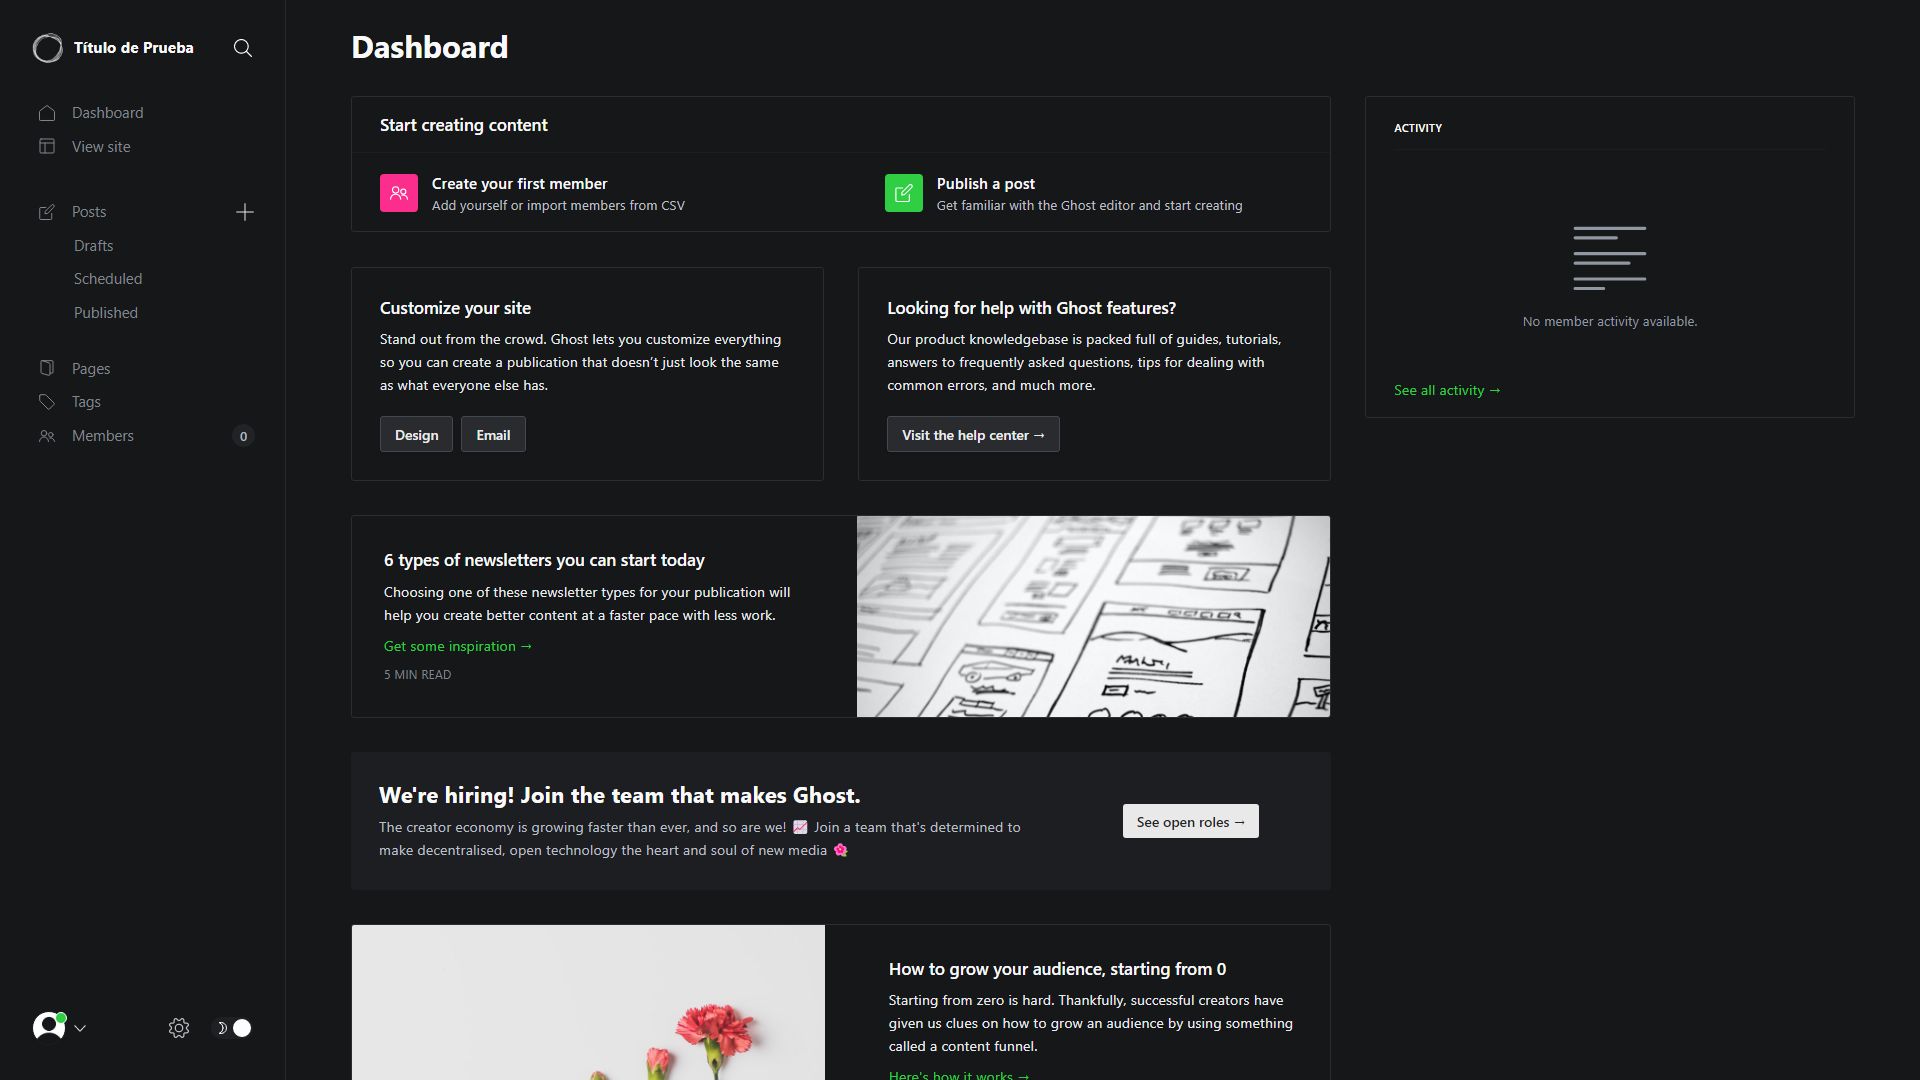 Título de Prueba
Dashboard
View site
Posts
Drafts
Scheduled
Published
Pages
Tags
Members
0
Dashboard
Start creating content
Create your first member
Add yourself or import members from CSV
Publish a post
Get familiar with the Ghost editor and start creating
Customize your site
Stand out from the crowd. Ghost lets you customize everything
so you can create a publication that doesn’t just look the same
as what everyone else has.
Design
Email
Looking for help with Ghost features?
Our product knowledgebase is packed full of guides, tutorials,
answers to frequently asked questions, tips for dealing with
common errors, and much more.
Visit the help center →
6 types of newsletters you can start today
Choosing one of these newsletter types for your publication will
help you create better content at a faster pace with less work.
Get some inspiration →
5 MIN READ
We're hiring! Join the team that makes Ghost.
The creator economy is growing faster than ever, and so are we! 📈 Join a team that's determined to
make decentralised, open technology the heart and soul of new media 🌺
See open roles →
How to grow your audience, starting from 0
Starting from zero is hard. Thankfully, successful creators have
given us clues on how to grow an audience by using something
called a content funnel.
Here's how it works →
ACTIVITY
No member activity available.
See all activity →